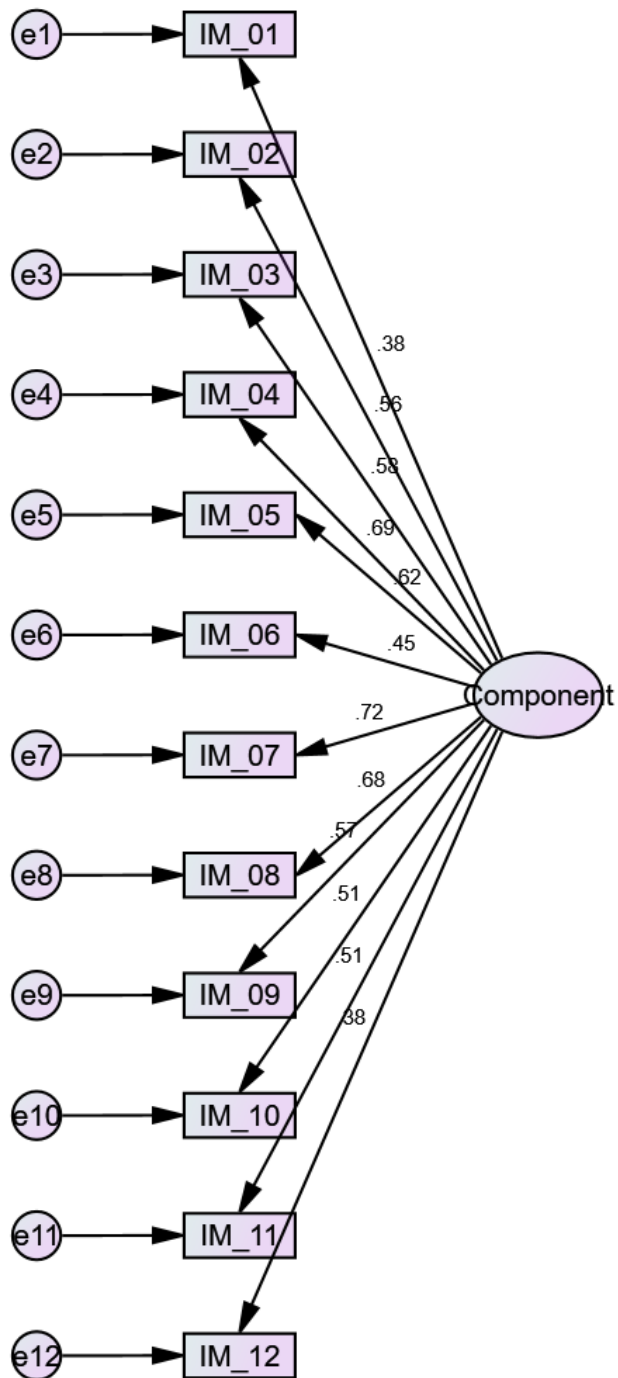 e1 IM_01
e2 IM_02
e3 IM_03
.38
e4 IM_04
.56
.58
e5 IM_05
.69
.62
e6 IM_06
.45
Component
.72
e7 IM_07
.68
.57
e8 IM_08
.51
.51
e9 IM_09
.38
e10 IM_10
e11 IM_11
e12 IM_12